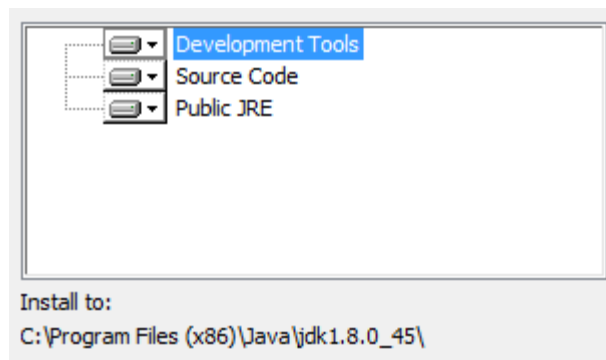 Development Tools
Source Code
Public JRE
Install to:
C:\Program Files (x86)\Java\jdk1.8.0_45\